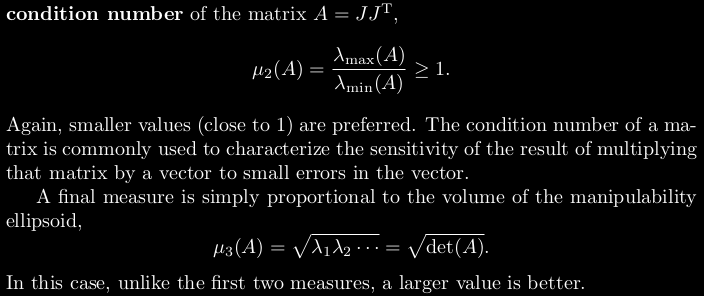 condition number of the matrix A = JJᵀ,
μ₂(A) = λmax(A) / λmin(A) ≥ 1.
Again, smaller values (close to 1) are preferred. The condition number of a ma-
trix is commonly used to characterize the sensitivity of the result of multiplying
that matrix by a vector to small errors in the vector.
A final measure is simply proportional to the volume of the manipulability
ellipsoid,
μ₃(A) = √(λ₁λ₂ ⋯) = √(det(A)).
In this case, unlike the first two measures, a larger value is better.